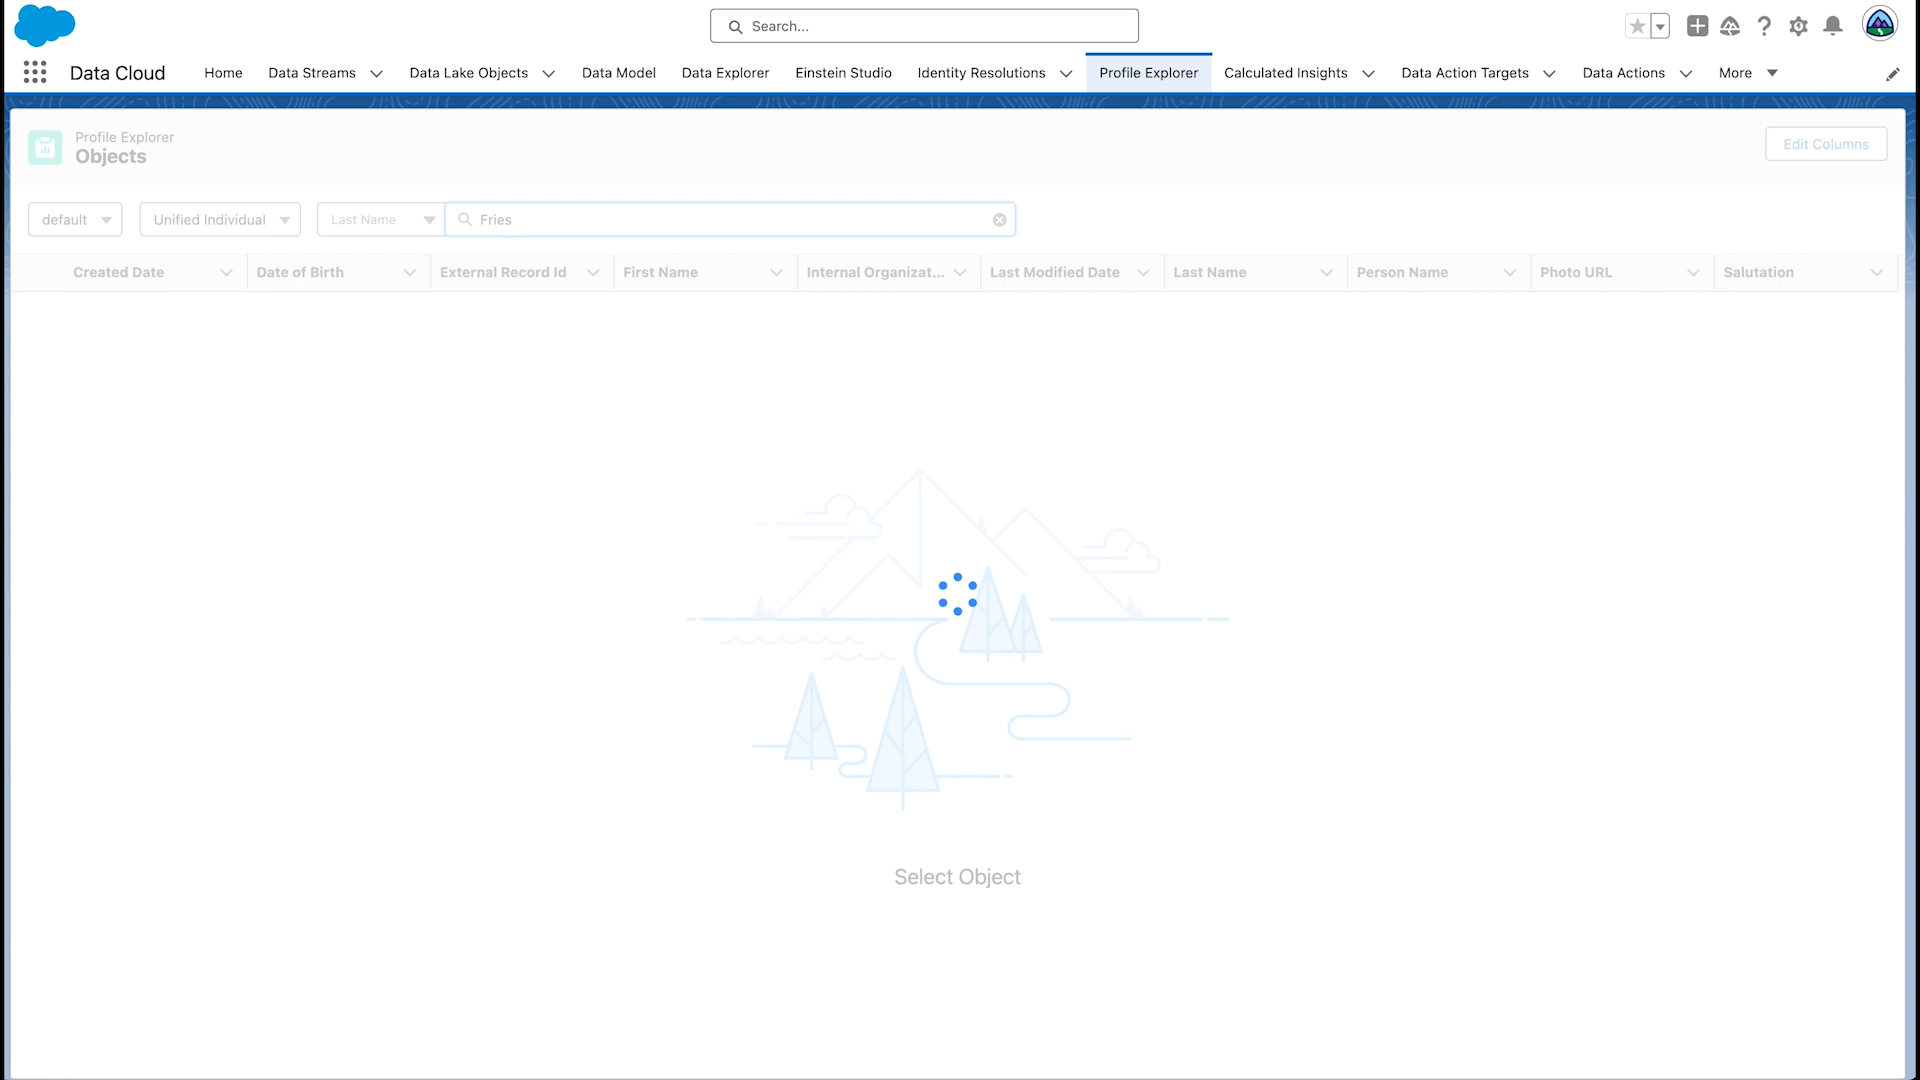 Search...
Data Cloud Home Data Streams Data Lake Objects Data Model Data Explorer Einstein Studio Identity Resolutions Profile Explorer Calculated Insights Data Action Targets Data Actions More
Profile Explorer
Objects
Edit Columns
default Unified Individual Last Name Fries
Created Date Date of Birth External Record Id First Name Internal Organizat... Last Modified Date Last Name Person Name Photo URL Salutation
Select Object